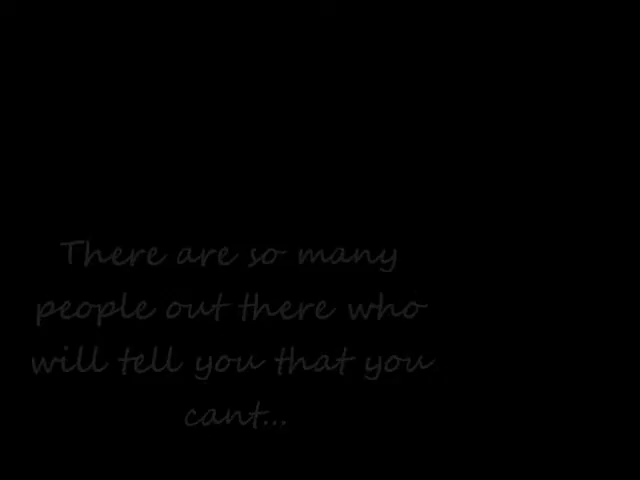 There are so many
people out there who
will tell you that you
cant...